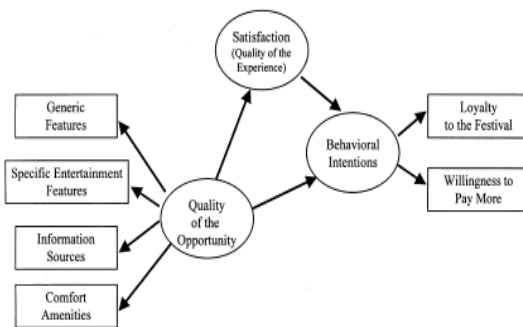 Satisfaction
(Quality of the
Experience)
Generic
Features
Loyalty
to the Festival
Behavioral
Intentions
Specific Entertainment
Features
Willingness to
Pay More
Quality
of the
Opportunity
Information
Sources
Comfort
Amenities